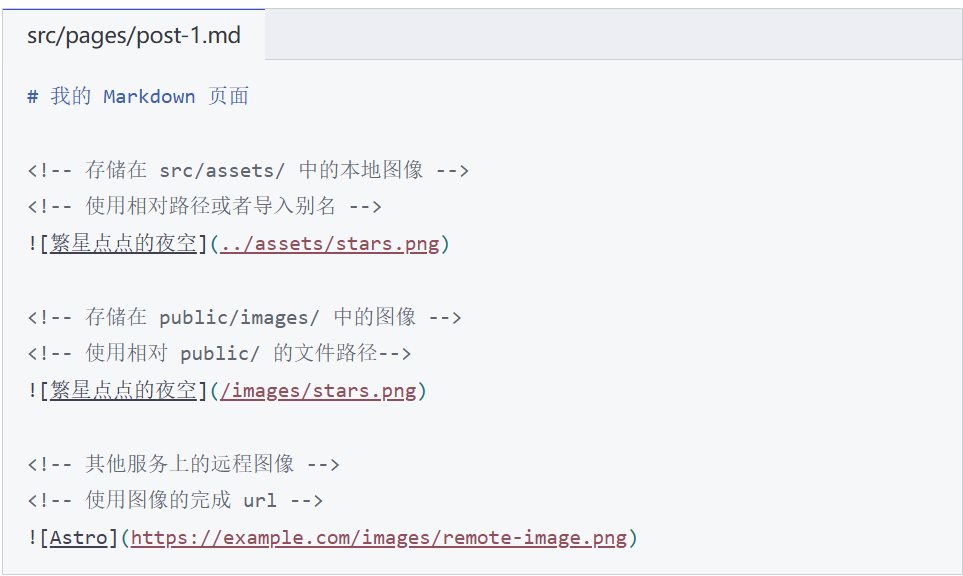 src/pages/post-1.md
# 我的 Markdown 页面
<!-- 存储在 src/assets/ 中的本地图像 -->
<!-- 使用相对路径或者导入别名 -->
![繁星点点的夜空](../assets/stars.png)
<!-- 存储在 public/images/ 中的图像 -->
<!-- 使用相对 public/ 的文件路径-->
![繁星点点的夜空](/images/stars.png)
<!-- 其他服务上的远程图像 -->
<!-- 使用图像的完成 url -->
![Astro](https://example.com/images/remote-image.png)